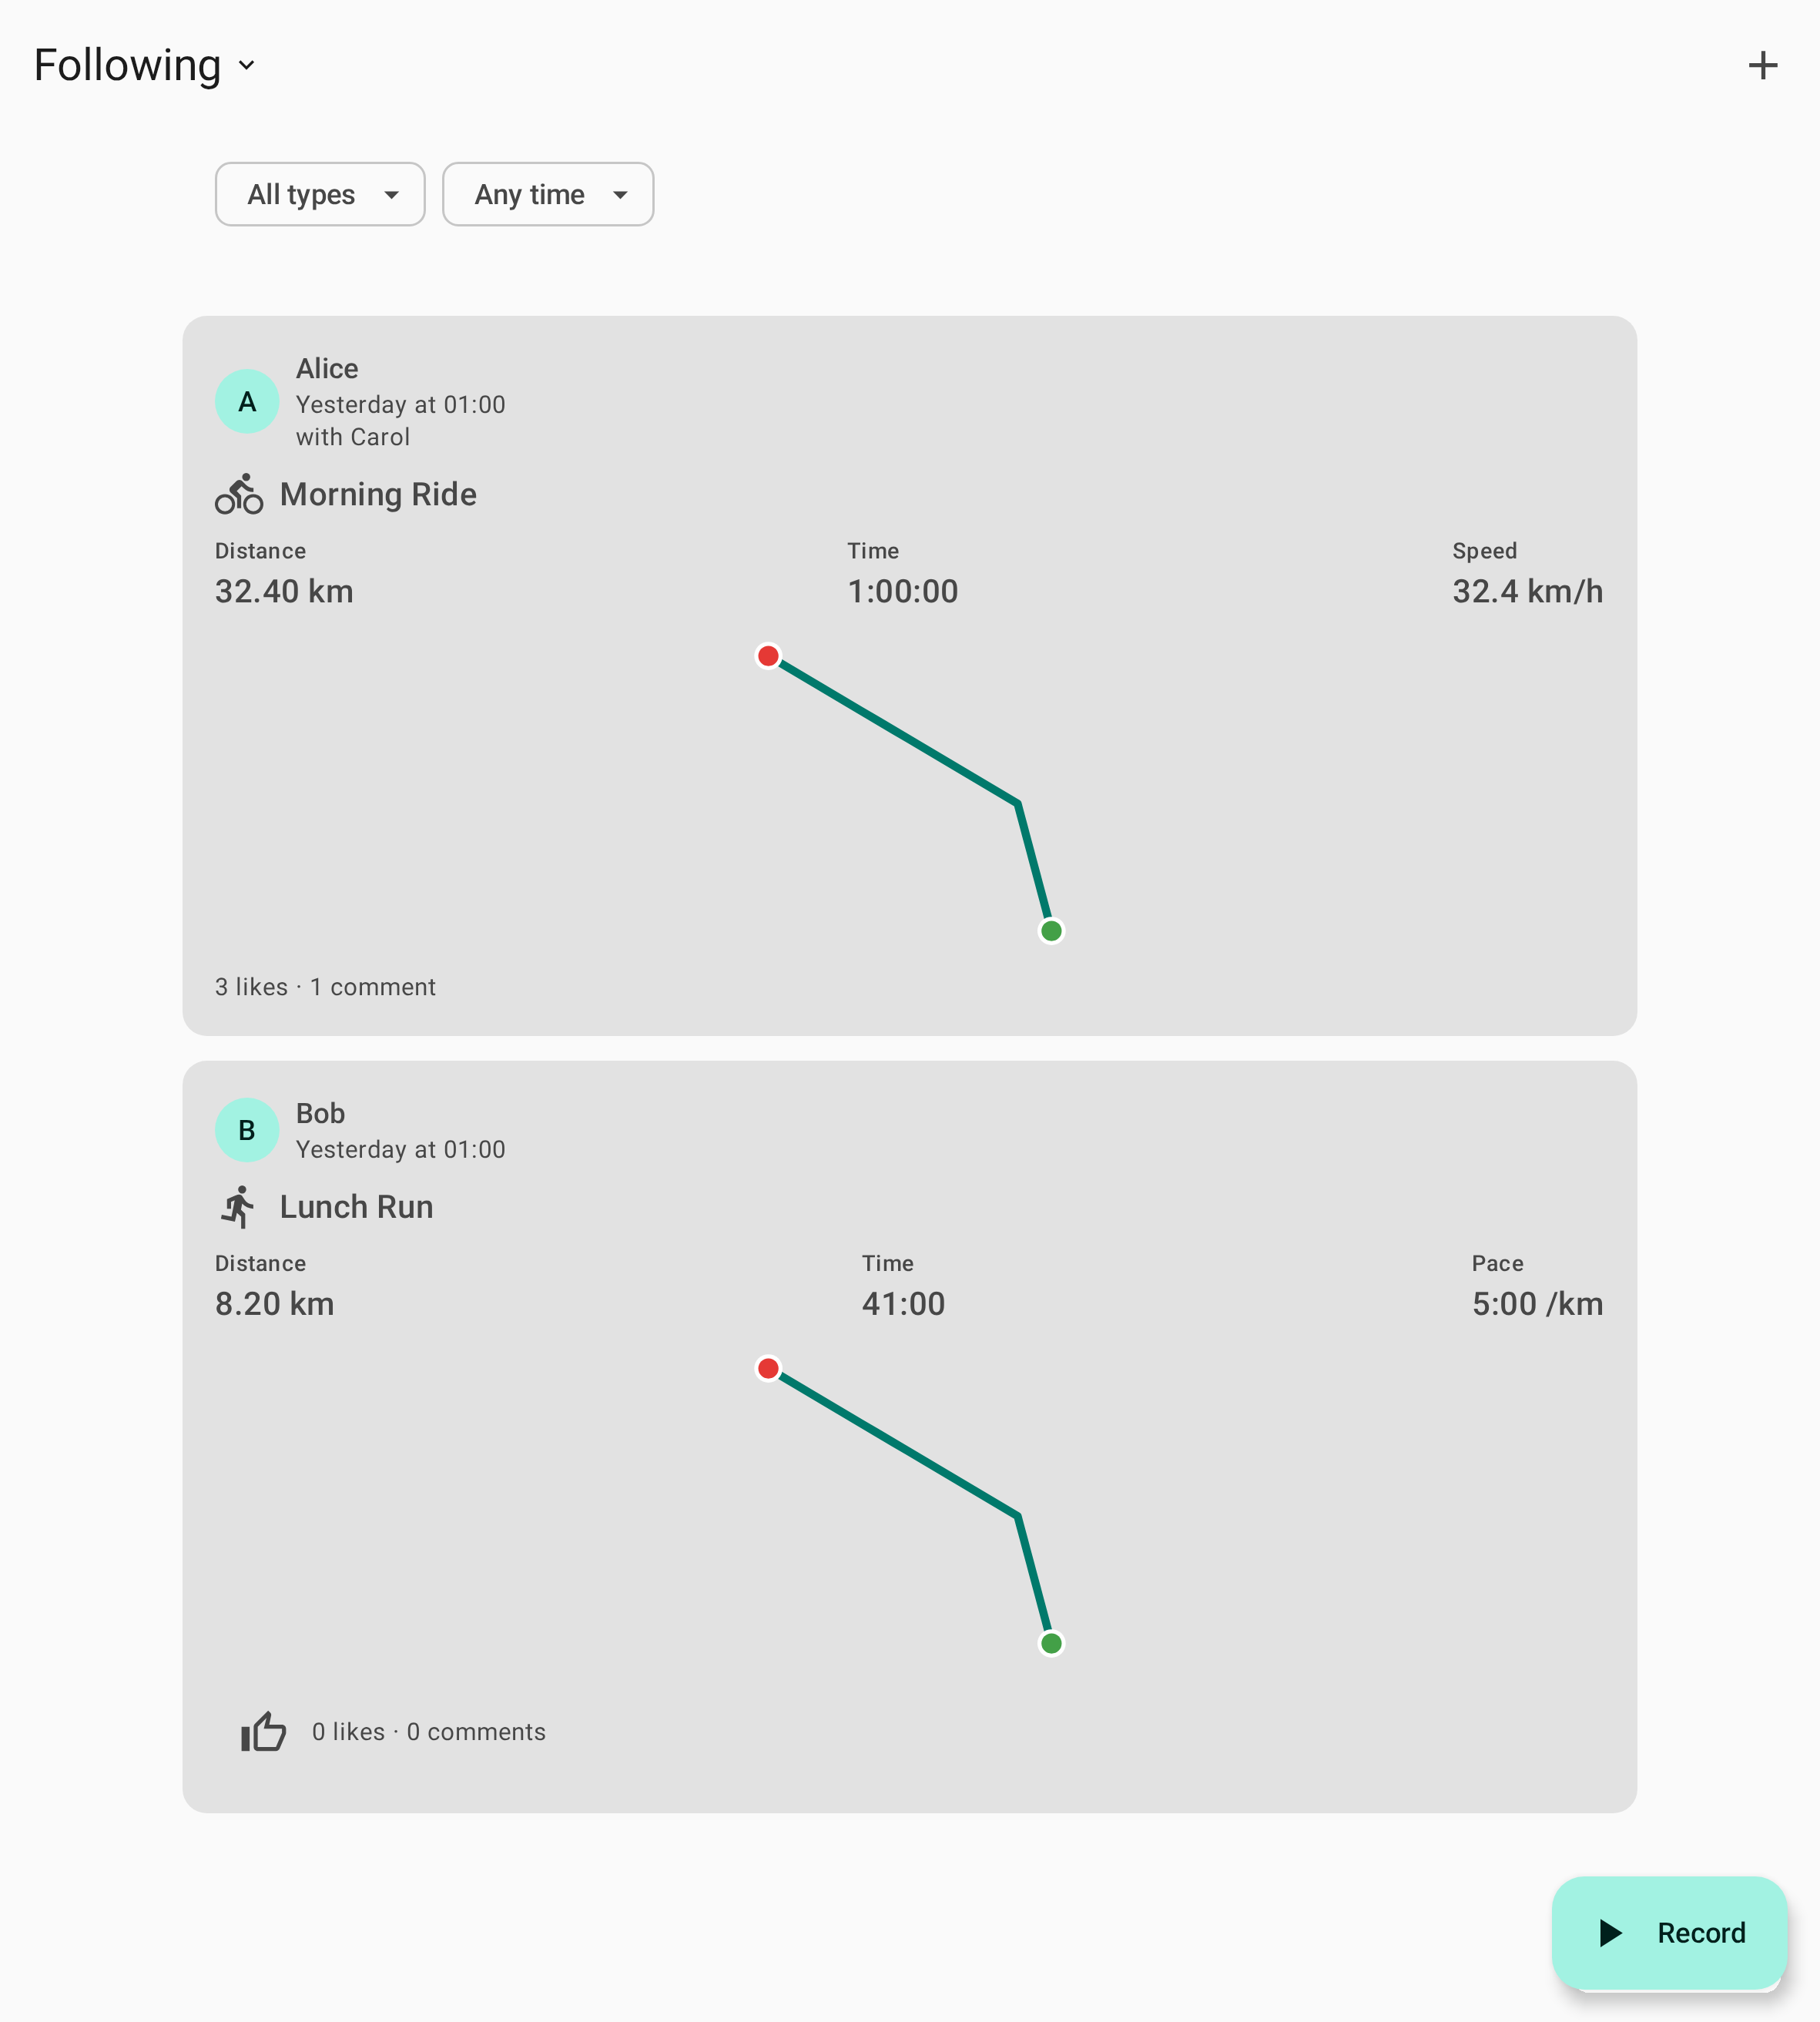 Following
All types
Any time
A
Alice
Yesterday at 01:00
with Carol
Morning Ride
Distance
Time
Speed
32.40 km
1:00:00
32.4 km/h
3 likes · 1 comment
B
Bob
Yesterday at 01:00
Lunch Run
Distance
Time
Pace
8.20 km
41:00
5:00 /km
0 likes · 0 comments
Record